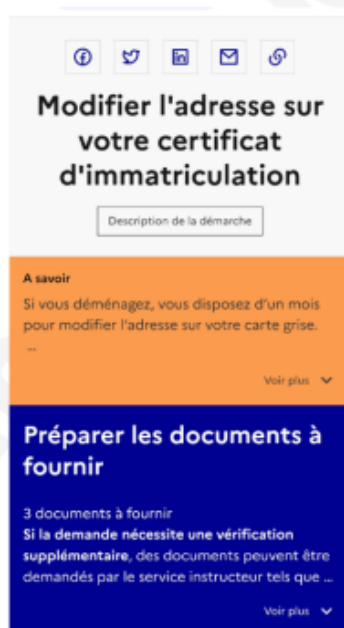 Modifier l'adresse sur
votre certificat
d'immatriculation
Description de la démarche
A savoir
Si vous déménagez, vous disposez d'un mois
pour modifier l'adresse sur votre carte grise.
...
Voir plus
Préparer les documents à
fournir
3 documents à fournir
Si la demande nécessite une vérification
supplémentaire, des documents peuvent être
demandés par le service instructeur tels que ...
Voir plus